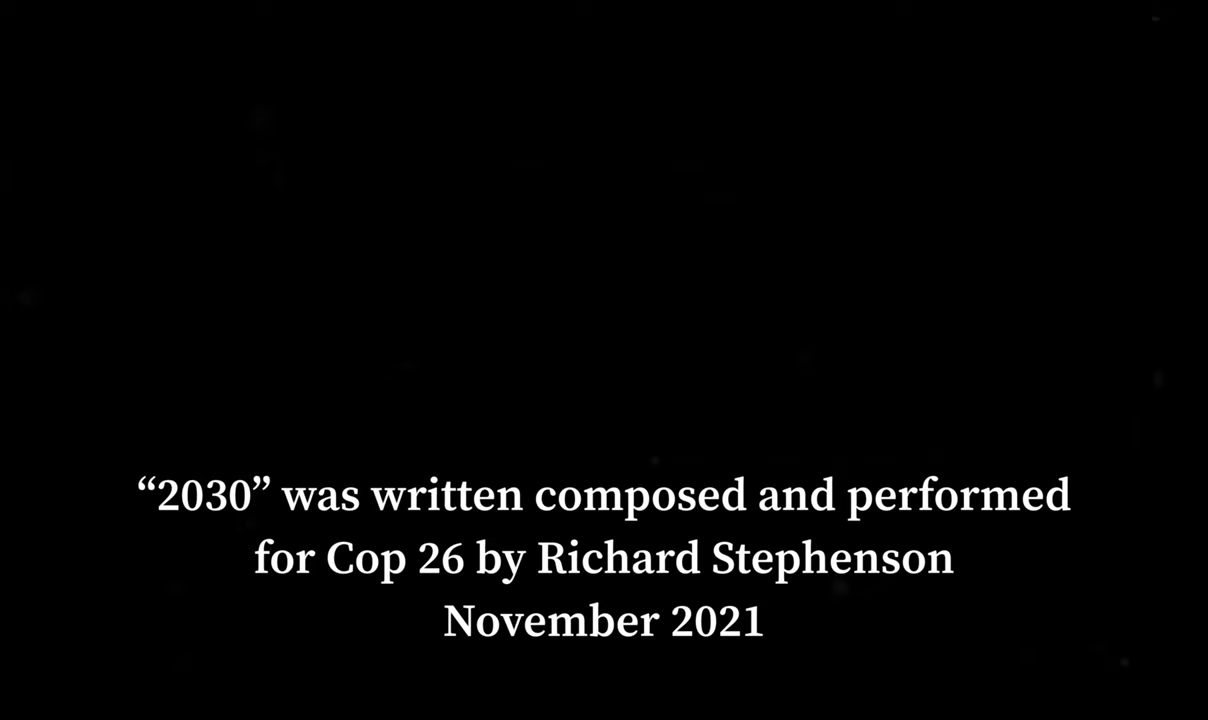 “2030” was written composed and performed
for Cop 26 by Richard Stephenson
November 2021